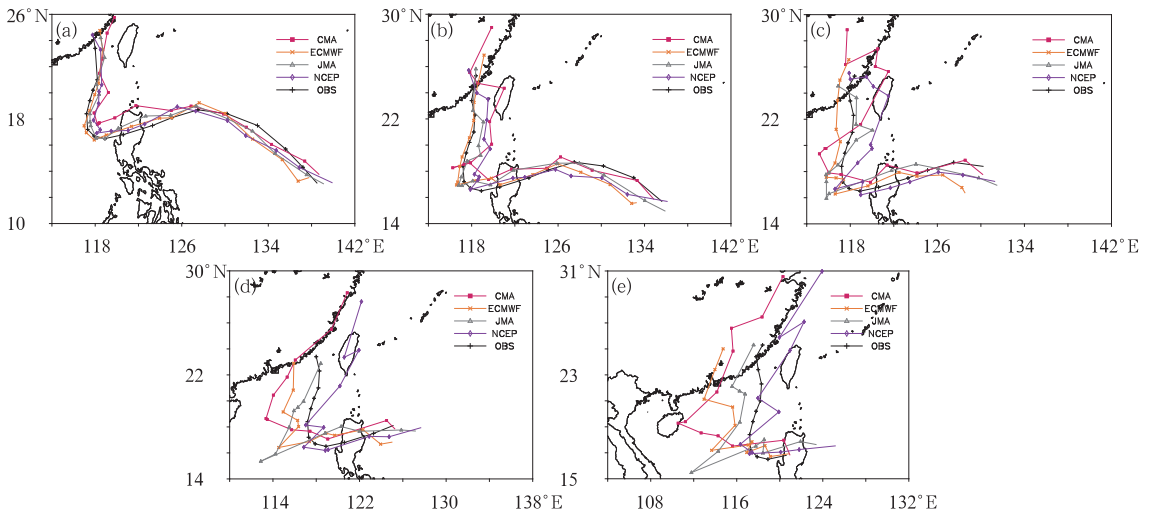 26°N
18
10
118
126
134
142°E
(a)
CMA
ECMWF
JMA
NCEP
OBS
30°N
22
14
118
126
134
142°E
(b)
CMA
ECMWF
JMA
NCEP
OBS
30°N
22
14
118
126
134
142°E
(c)
CMA
ECMWF
JMA
NCEP
OBS
30°N
22
14
114
122
130
138°E
(d)
CMA
ECMWF
JMA
NCEP
OBS
31°N
23
15
108
116
124
132°E
(e)
CMA
ECMWF
JMA
NCEP
OBS